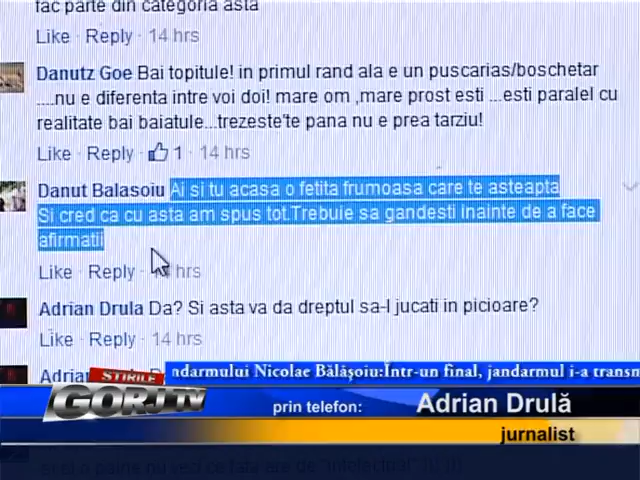 fac parte din categoria asta
Like · Reply · 14 hrs
Danutz Goe Bai topitule! in primul rand ala e un puscarias/boschetar
....nu e diferenta intre voi doi! mare om ,mare prost esti ...esti paralel cu
realitate bai baiatule...trezeste'te pana nu e prea tarziu!
Like · Reply · 1 · 14 hrs
Danut Balasoiu Ai si tu acasa o fetita frumoasa care te asteapta
Si cred ca cu asta am spus tot.Trebuie sa gandesti inainte de a face
afirmatii
Like · Reply · hrs
Adrian Drula Da? Si asta va da dreptul sa-l jucati in picioare?
Like · Reply · 14 hrs
Adrian
ȘTIRILE
ndarmului Nicolae Bălăşoiu:Într-un final, jandarmul i-a transm
GORJ TV
prin telefon: Adrian Drulă
jurnalist